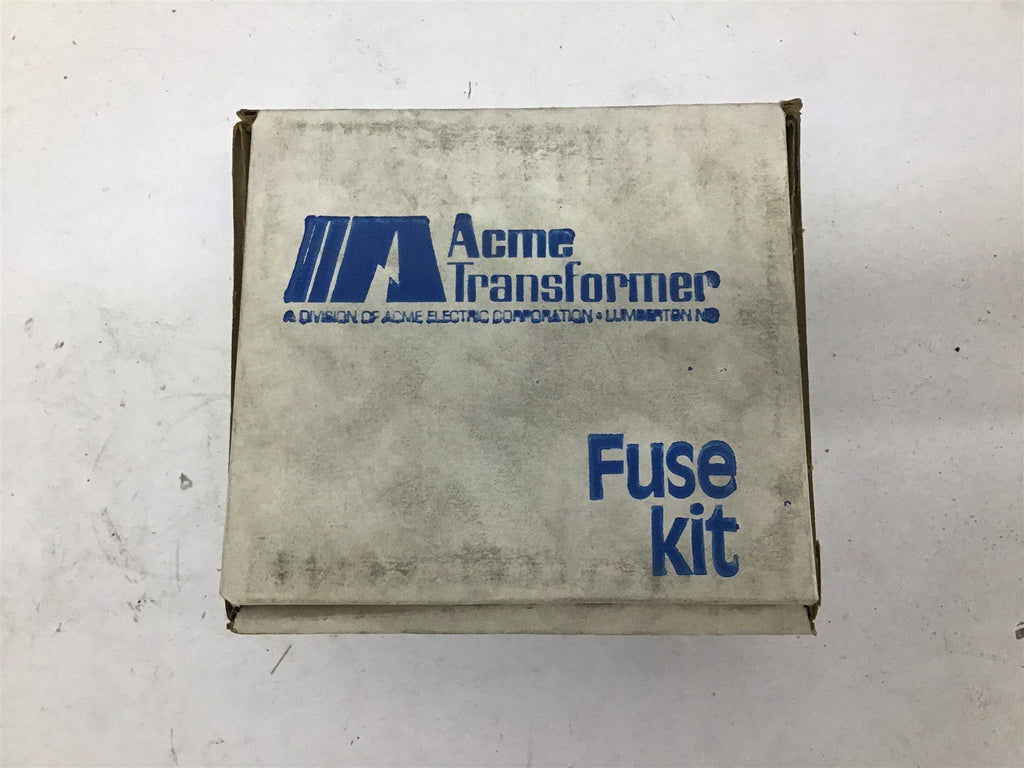 Acme
Transformer
A DIVISION OF ACME ELECTRIC CORPORATION • LUMBERTON NC
Fuse
kit